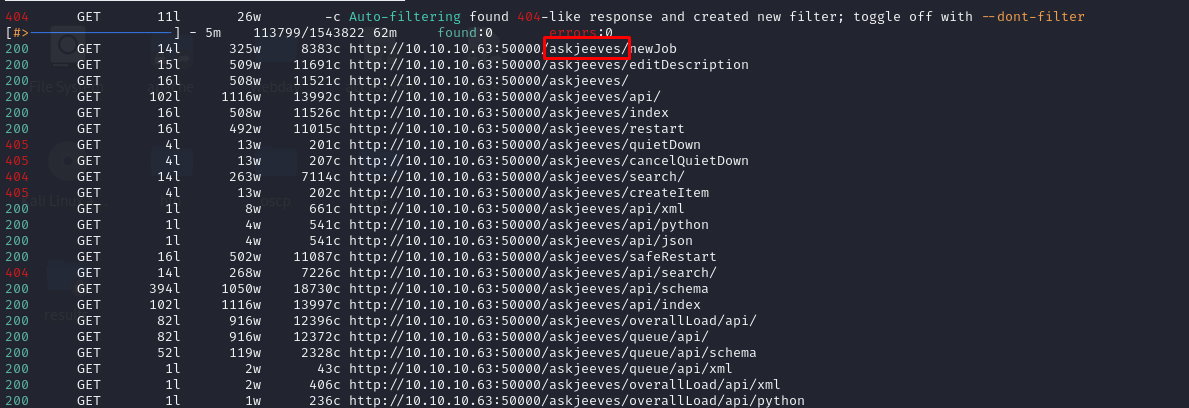 404 GET 11l 26w -c Auto-filtering found 404-like response and created new filter; toggle off with --dont-filter
[#>------------------] - 5m 113799/1543822 62m found:0 errors:0
200 GET 14l 325w 8383c http://10.10.10.63:50000/askjeeves/newJob
200 GET 15l 509w 11691c http://10.10.10.63:50000/askjeeves/editDescription
200 GET 16l 508w 11521c http://10.10.10.63:50000/askjeeves/
200 GET 102l 1116w 13992c http://10.10.10.63:50000/askjeeves/api/
200 GET 16l 508w 11526c http://10.10.10.63:50000/askjeeves/index
200 GET 16l 492w 11015c http://10.10.10.63:50000/askjeeves/restart
405 GET 4l 13w 201c http://10.10.10.63:50000/askjeeves/quietDown
405 GET 4l 13w 207c http://10.10.10.63:50000/askjeeves/cancelQuietDown
404 GET 14l 263w 7114c http://10.10.10.63:50000/askjeeves/search/
405 GET 4l 13w 202c http://10.10.10.63:50000/askjeeves/createItem
200 GET 1l 8w 661c http://10.10.10.63:50000/askjeeves/api/xml
200 GET 1l 4w 541c http://10.10.10.63:50000/askjeeves/api/python
200 GET 1l 4w 541c http://10.10.10.63:50000/askjeeves/api/json
200 GET 16l 502w 11087c http://10.10.10.63:50000/askjeeves/safeRestart
404 GET 14l 268w 7226c http://10.10.10.63:50000/askjeeves/api/search/
200 GET 394l 1050w 18730c http://10.10.10.63:50000/askjeeves/api/schema
200 GET 102l 1116w 13997c http://10.10.10.63:50000/askjeeves/api/index
200 GET 82l 916w 12396c http://10.10.10.63:50000/askjeeves/overallLoad/api/
200 GET 82l 916w 12372c http://10.10.10.63:50000/askjeeves/queue/api/
200 GET 52l 119w 2328c http://10.10.10.63:50000/askjeeves/queue/api/schema
200 GET 1l 2w 43c http://10.10.10.63:50000/askjeeves/queue/api/xml
200 GET 1l 2w 406c http://10.10.10.63:50000/askjeeves/overallLoad/api/xml
200 GET 1l 1w 236c http://10.10.10.63:50000/askjeeves/overallLoad/api/python